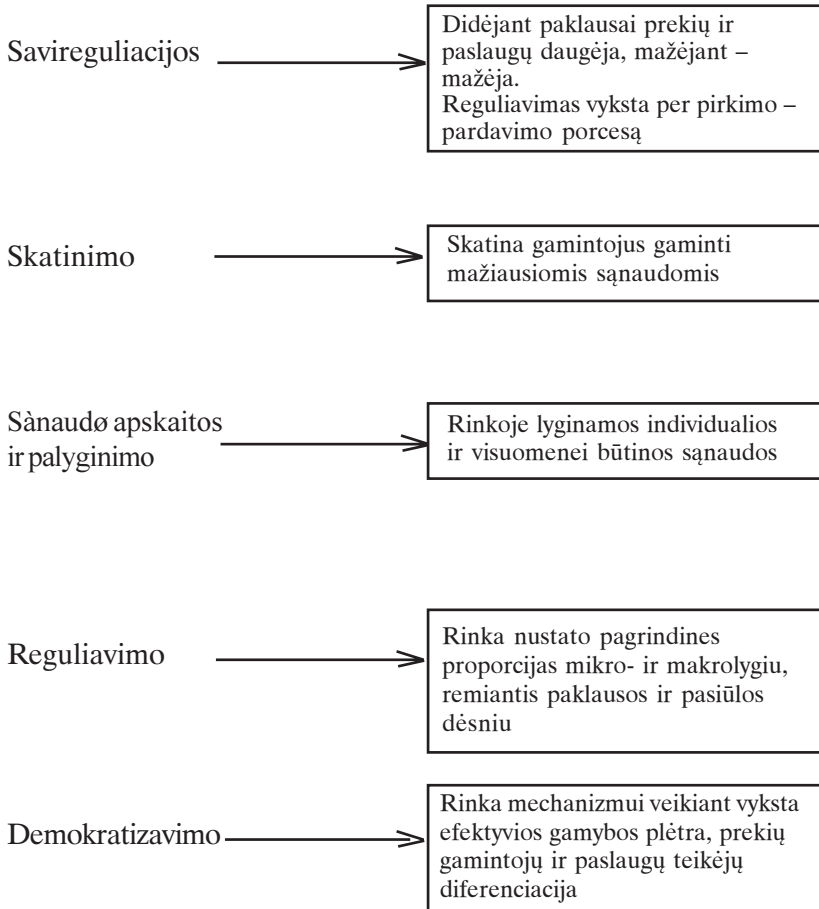 Savireguliacijos
Didėjant paklausai prekių ir
paslaugų daugėja, mažėjant –
mažėja.
Reguliavimas vyksta per pirkimo –
pardavimo porcesą
Skatinimo
Skatina gamintojus gaminti
mažiausiomis sąnaudomis
Sànaudø apskaitos
ir palyginimo
Rinkoje lyginamos individualios
ir visuomenei būtinos sąnaudos
Reguliavimo
Rinka nustato pagrindines
proporcijas mikro- ir makrolygiu,
remiantis paklausos ir pasiūlos
dėsniu
Demokratizavimo
Rinka mechanizmui veikiant vyksta
efektyvios gamybos plėtra, prekių
gamintojų ir paslaugų teikėjų
diferenciacija